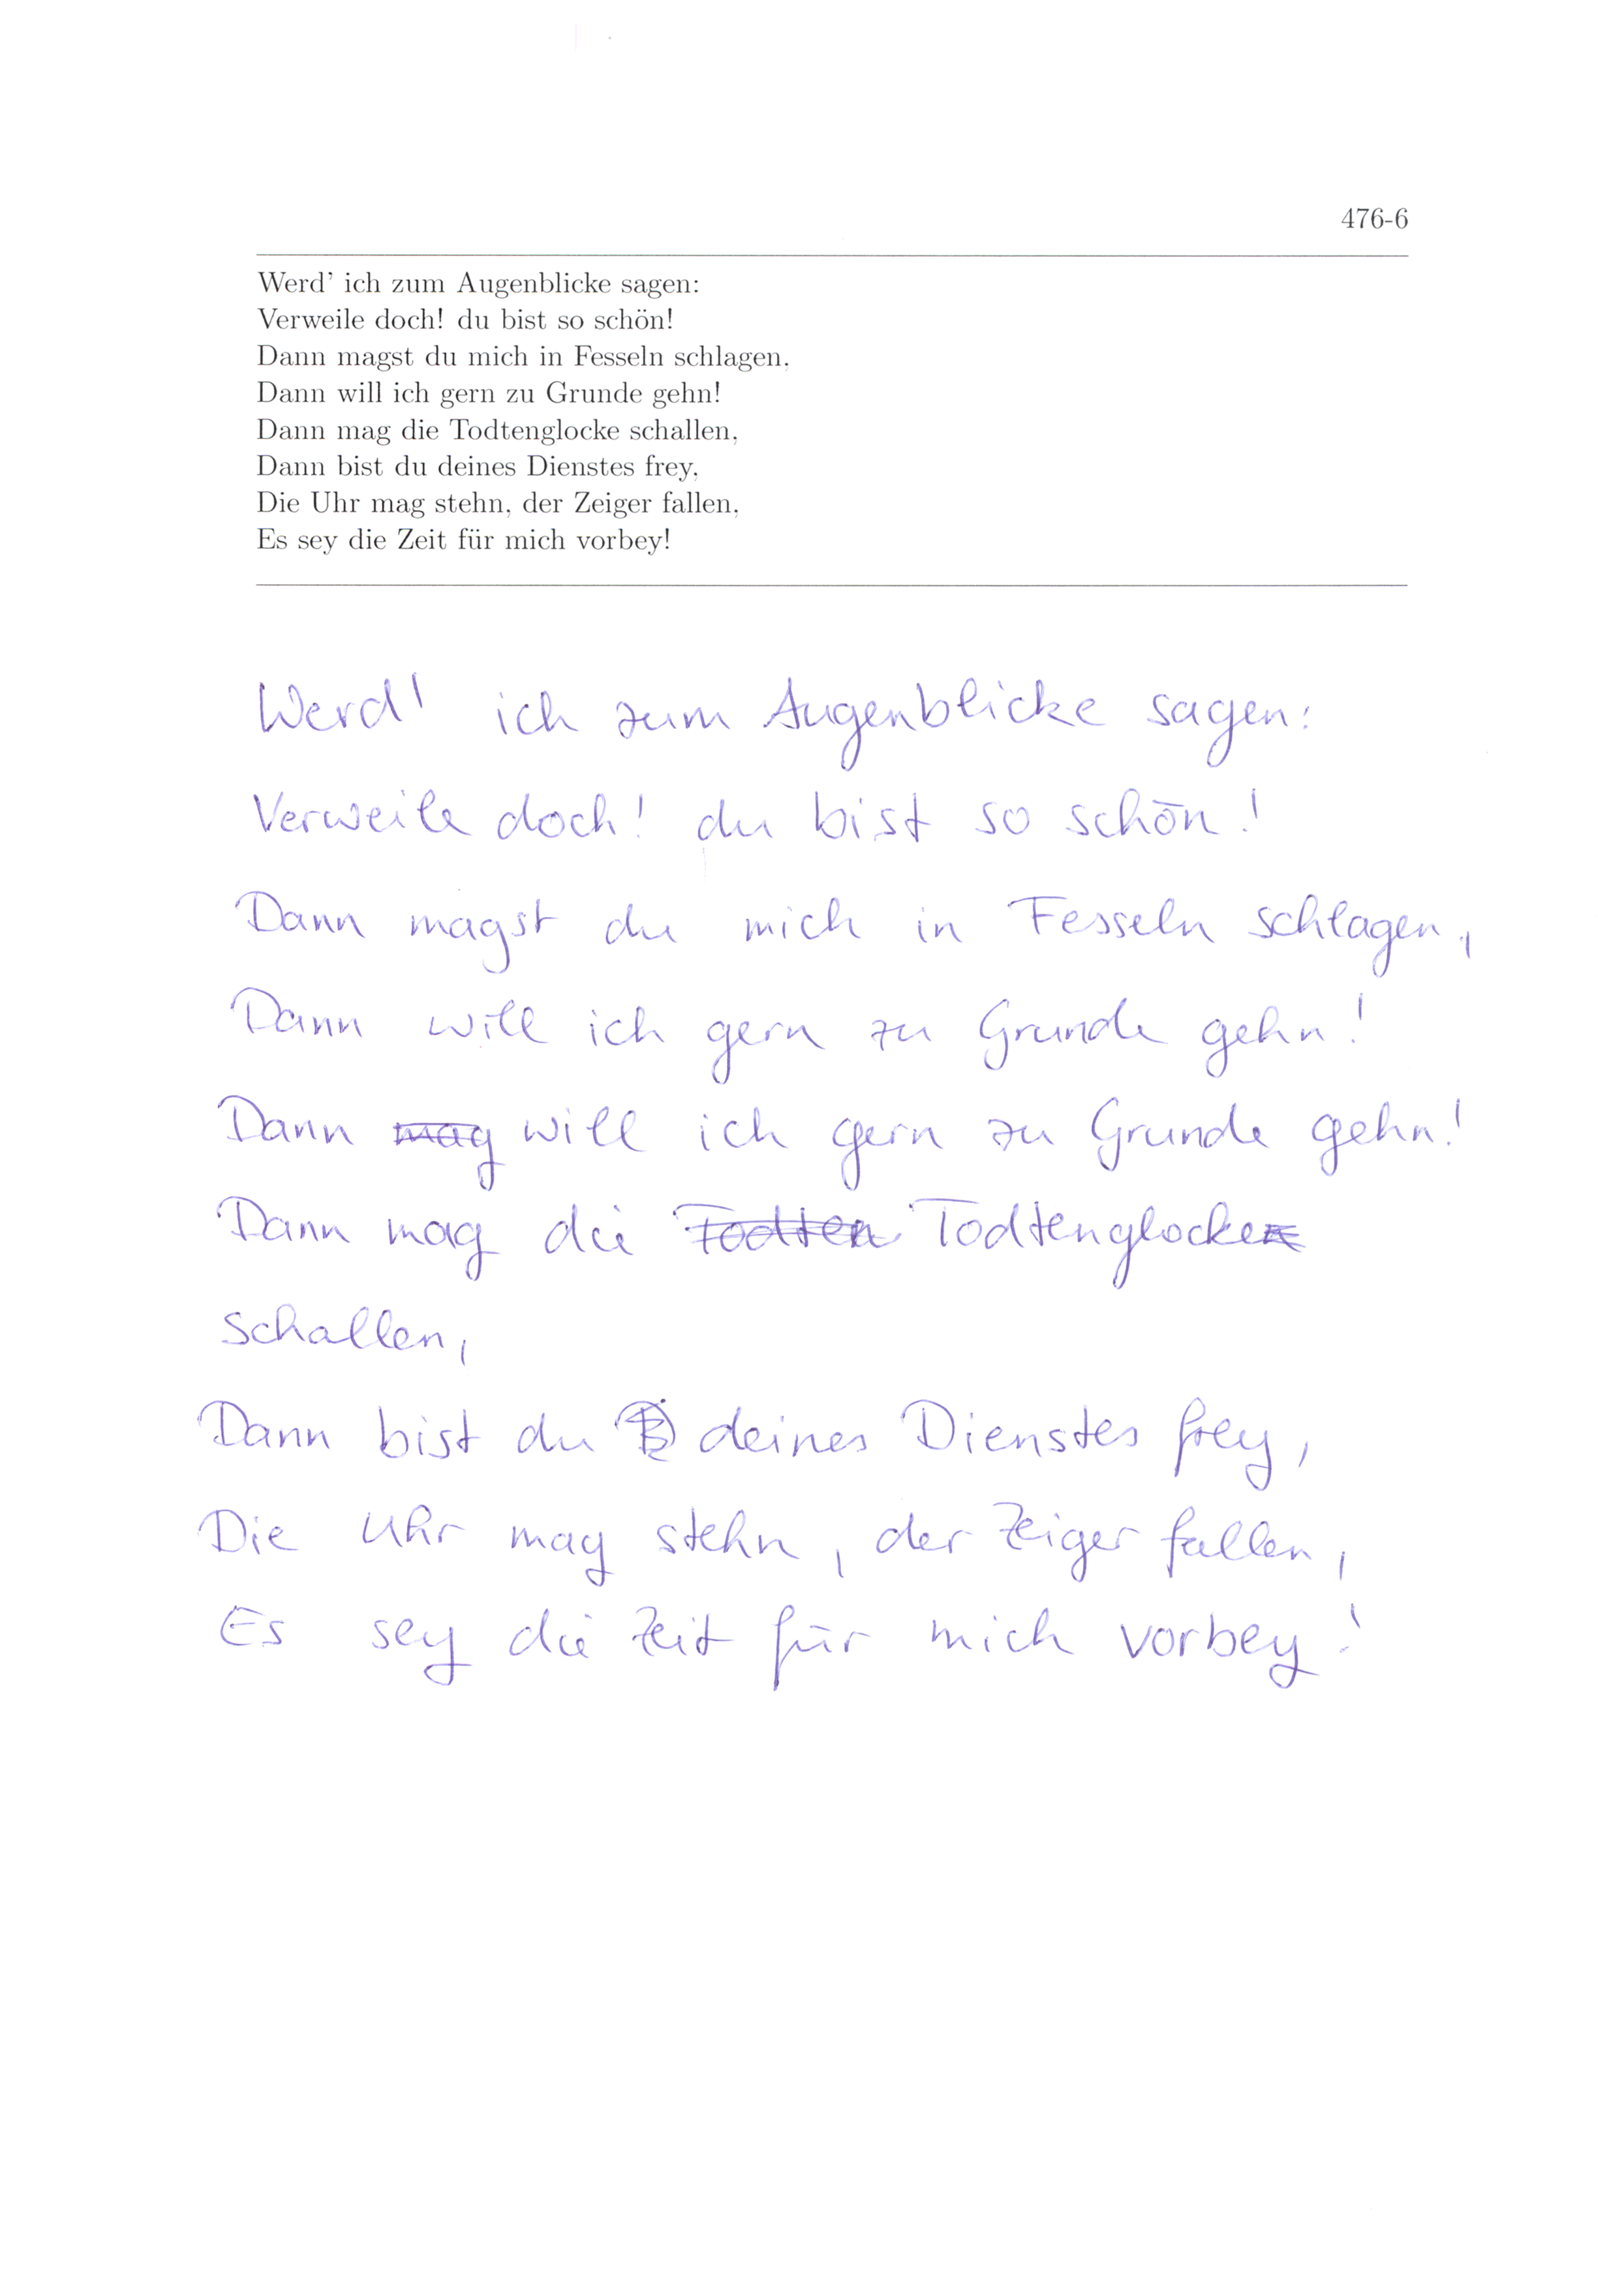 476-6
Werd' ich zum Augenblicke sagen:
Verweile doch! du bist so schön!
Dann magst du mich in Fesseln schlagen,
Dann will ich gern zu Grunde gehn!
Dann mag die Todtenglocke schallen,
Dann bist du deines Dienstes frey,
Die Uhr mag stehn, der Zeiger fallen,
Es sey die Zeit für mich vorbey!
Werd' ich zum Augenblicke sagen:
Verweile doch! du bist so schön!
Dann magst du mich in Fesseln schlagen,
Dann will ich gern zu Grunde gehn!
Dann mag will ich gern zu Grunde gehn!
Dann mag die Todten Todtenglocke
schallen,
Dann bist du deines Dienstes frey,
Die Uhr mag stehn, der Zeiger fallen,
Es sey die Zeit für mich vorbey!